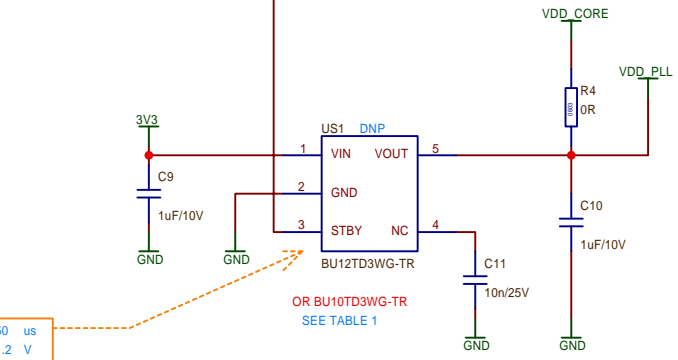 VDD_CORE
VDD_PLL
R4
0603
0R
3V3
US1 DNP
1 VIN VOUT 5
C9
2 GND
1uF/10V
C10
3 STBY NC 4
1uF/10V
GND
GND
BU12TD3WG-TR
C11
10n/25V
OR BU10TD3WG-TR
SEE TABLE 1
us
.2 V
GND
GND